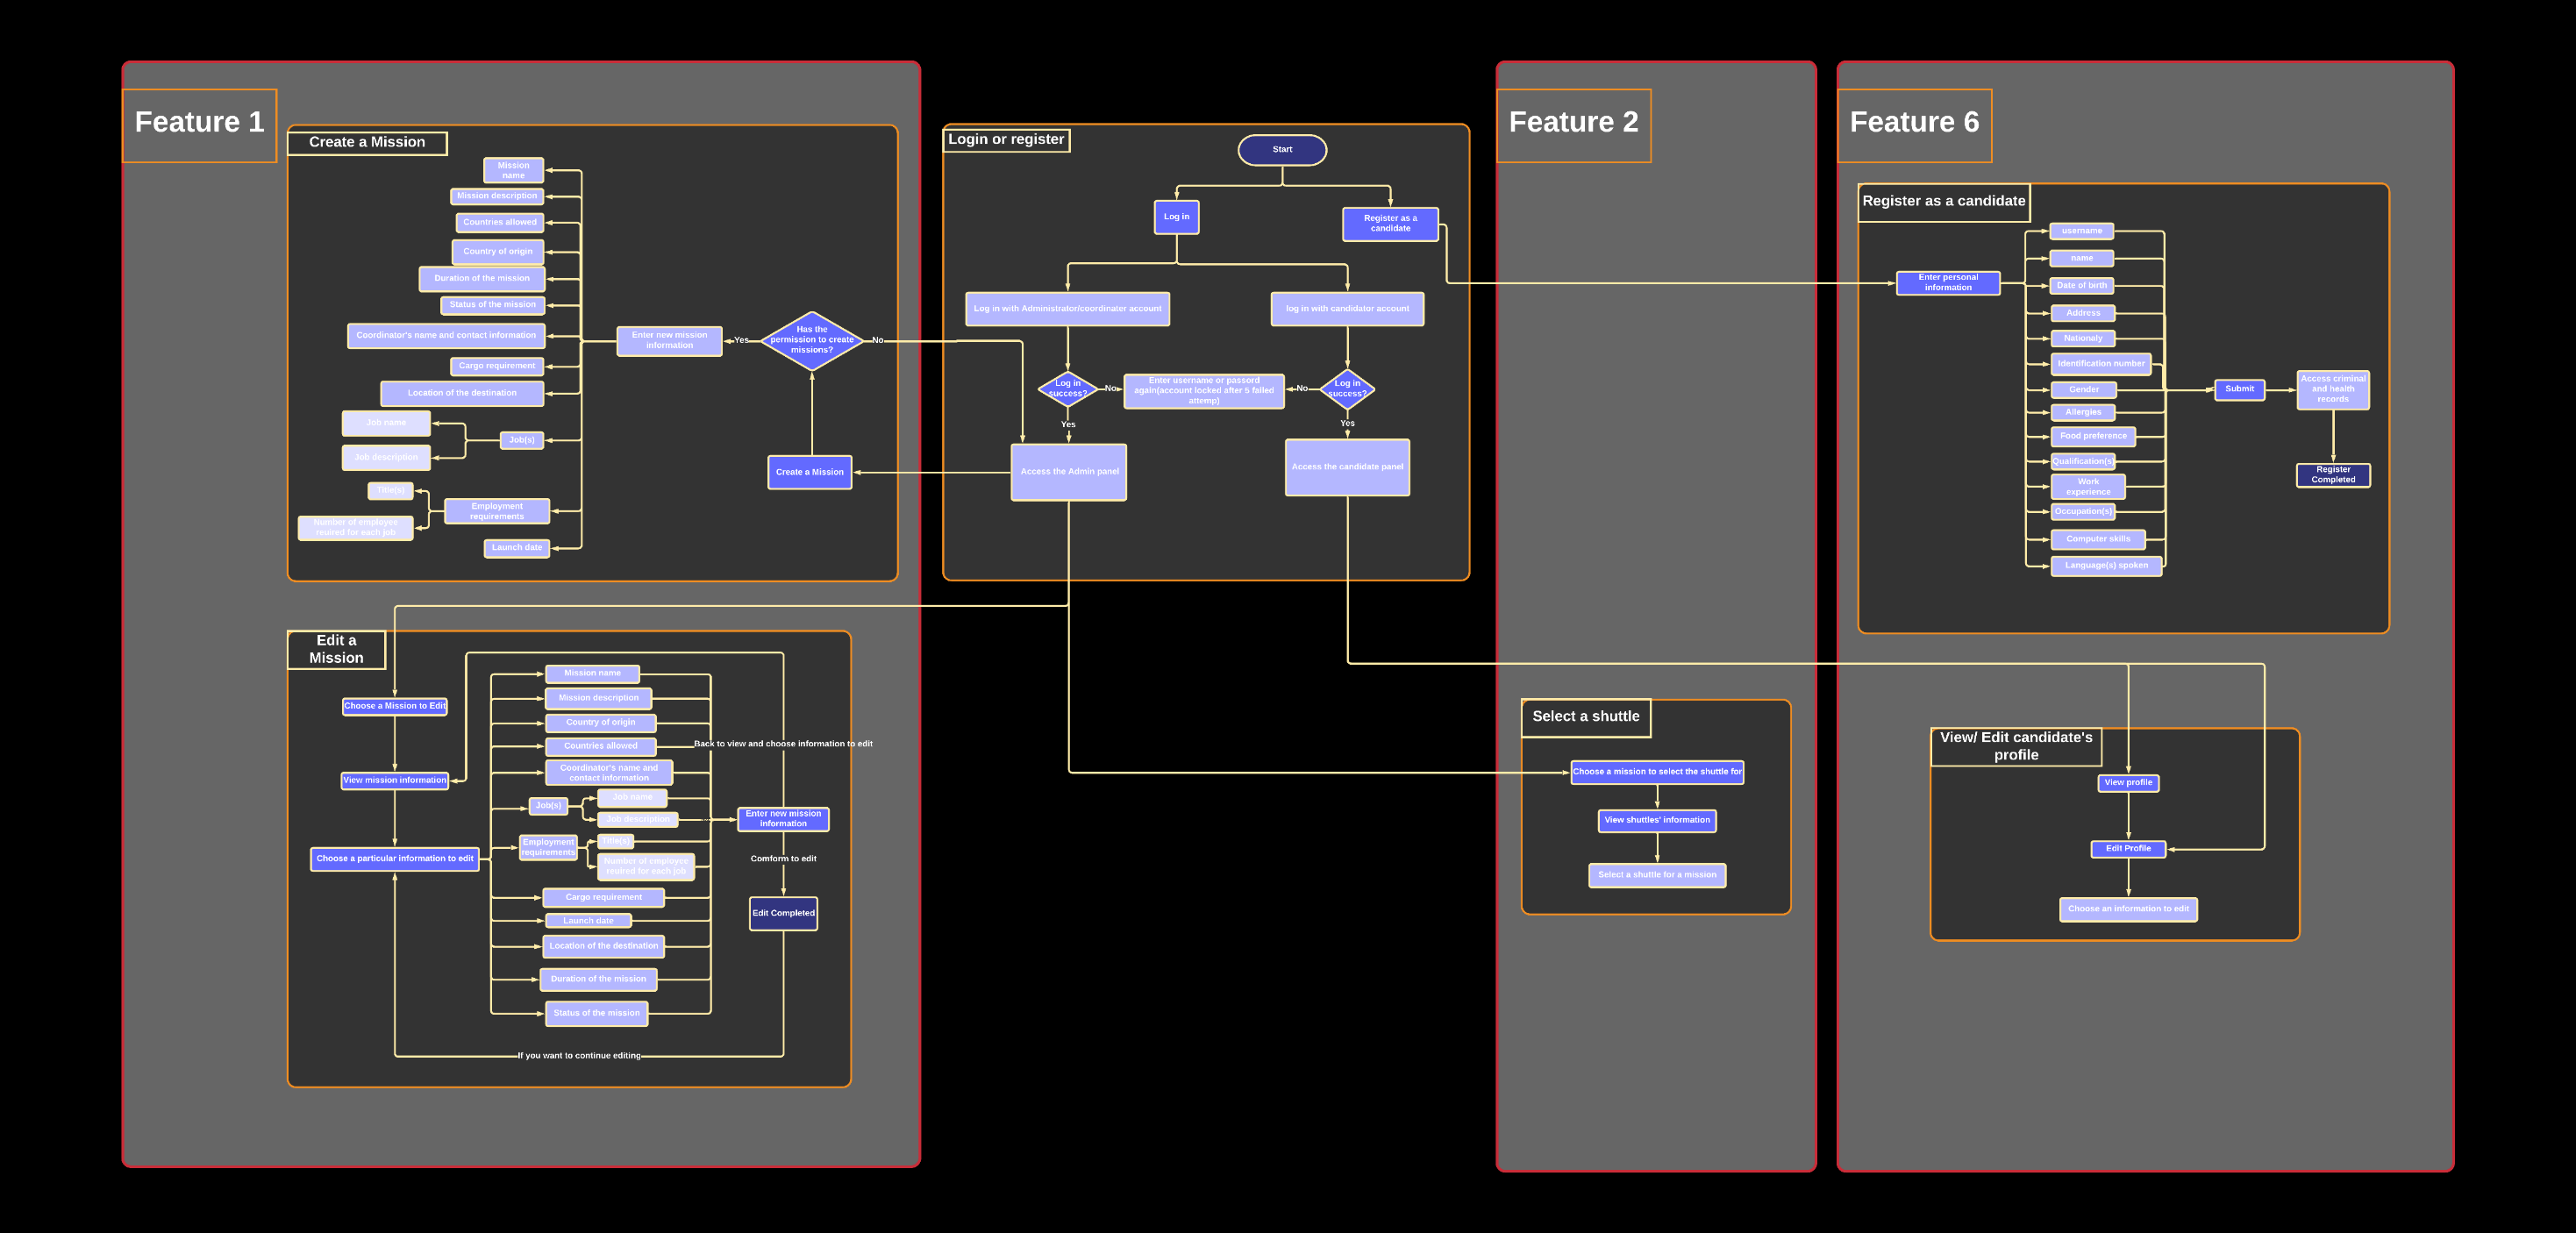 Feature 1
Create a Mission
Mission
name
Mission description
Countries allowed
Country of origin
Duration of the mission
Status of the mission
Coordinator's name and contact information
Cargo requirement
Location of the destination
Job name
Job description
Job(s)
Title(s)
Number of employee
reuired for each job
Employment
requirements
Launch date
Enter new mission
information
Yes
Has the
permission to create
missions?
No
Create a Mission
Login or register
Start
Log in
Register as a
candidate
Log in with Administrator/coordinater account
log in with candidator account
Log in
success?
No
Enter username or passord
again(account locked after 5 failed
attemp)
No
Log in
success?
Yes
Yes
Access the Admin panel
Access the candidate panel
Edit a
Mission
Choose a Mission to Edit
View mission information
Choose a particular information to edit
Mission name
Mission description
Country of origin
Countries allowed
Back to view and choose information to edit
Coordinator's name and
contact information
Job(s)
Job name
Job description
Employment
requirements
Title(s)
Number of employee
reuired for each job
Cargo requirement
Launch date
Location of the destination
Duration of the mission
Status of the mission
Enter new mission
information
Comform to edit
Edit Completed
If you want to continue editing
Feature 2
Select a shuttle
Choose a mission to select the shuttle for
View shuttles' information
Select a shuttle for a mission
Feature 6
Register as a candidate
Enter personal
information
username
name
Date of birth
Address
Nationaly
Identification number
Gender
Allergies
Food preference
Qualification(s)
Work
experience
Occupation(s)
Computer skills
Language(s) spoken
Submit
Access criminal
and health
records
Register
Completed
View/ Edit candidate's
profile
View profile
Edit Profile
Choose an information to edit